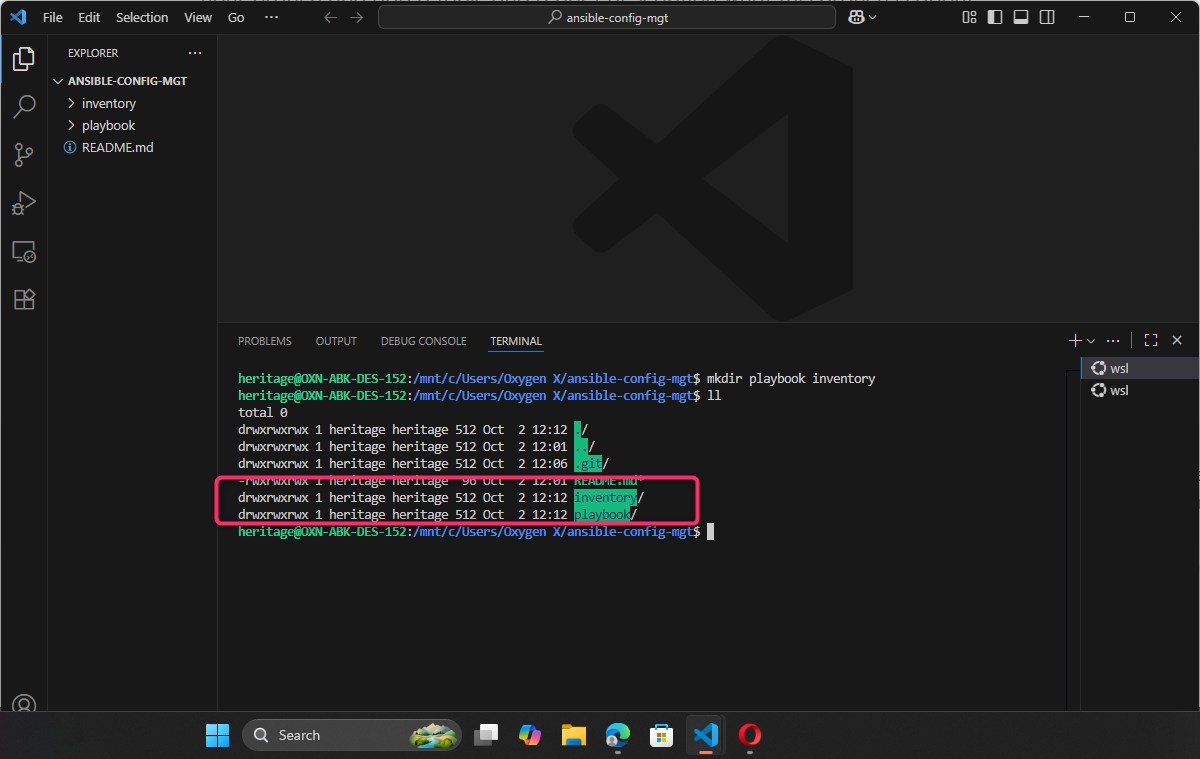 File Edit Selection View Go ··· ansible-config-mgt
EXPLORER ···
ANSIBLE-CONFIG-MGT
inventory
playbook
README.md
PROBLEMS OUTPUT DEBUG CONSOLE TERMINAL
heritage@OXN-ABK-DES-152:/mnt/c/Users/Oxygen X/ansible-config-mgt$ mkdir playbook inventory
heritage@OXN-ABK-DES-152:/mnt/c/Users/Oxygen X/ansible-config-mgt$ ll
total 0
drwxrwxrwx 1 heritage heritage 512 Oct  2 12:12 ./
drwxrwxrwx 1 heritage heritage 512 Oct  2 12:01 ../
drwxrwxrwx 1 heritage heritage 512 Oct  2 12:06 .git/
-rwxrwxrwx 1 heritage heritage  96 Oct  2 12:01 README.md*
drwxrwxrwx 1 heritage heritage 512 Oct  2 12:12 inventory/
drwxrwxrwx 1 heritage heritage 512 Oct  2 12:12 playbook/
heritage@OXN-ABK-DES-152:/mnt/c/Users/Oxygen X/ansible-config-mgt$
wsl
wsl
Search